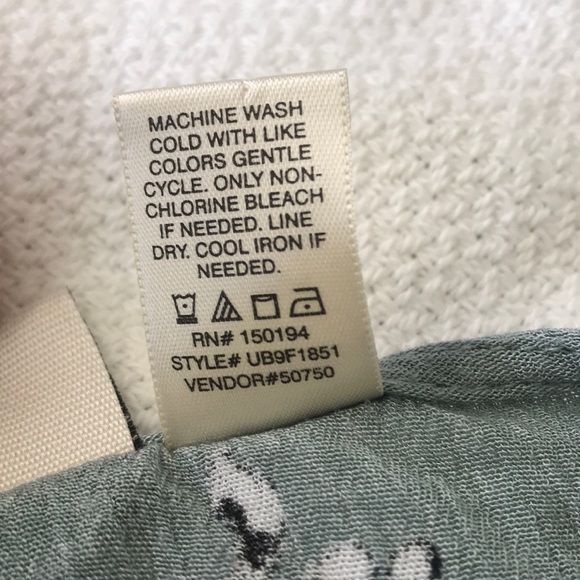 MACHINE WASH
COLD WITH LIKE
COLORS GENTLE
CYCLE. ONLY NON-
CHLORINE BLEACH
IF NEEDED. LINE
DRY. COOL IRON IF
NEEDED.
RN# 150194
STYLE# UB9F1851
VENDOR#50750